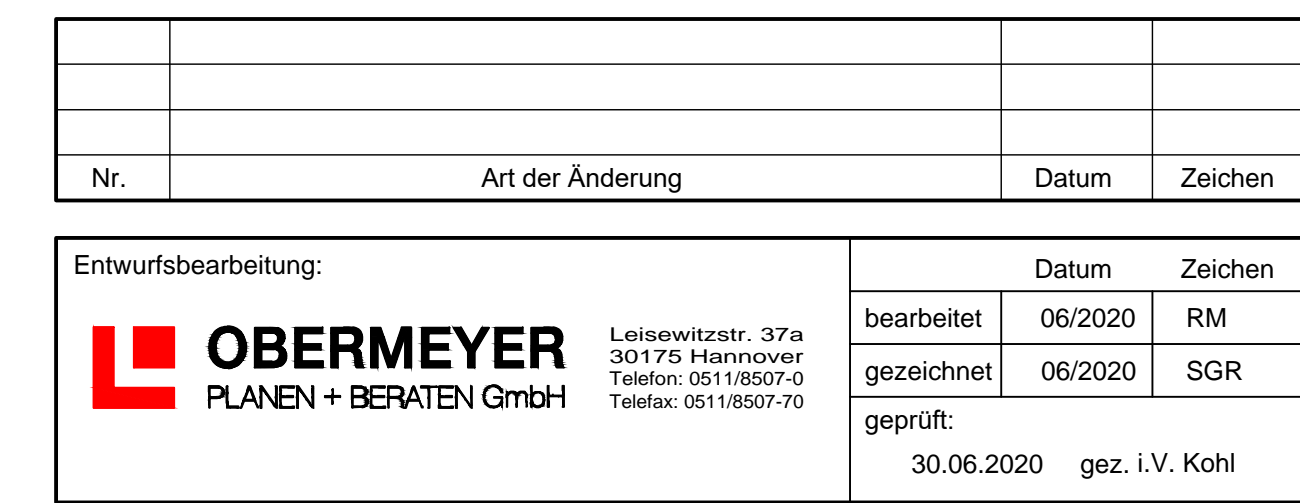 Nr. Art der Änderung Datum Zeichen
Entwurfsbearbeitung:
OBERMEYER
PLANEN + BERATEN GmbH
Leisewitzstr. 37a
30175 Hannover
Telefon: 0511/8507-0
Telefax: 0511/8507-70
Datum Zeichen
bearbeitet 06/2020 RM
gezeichnet 06/2020 SGR
geprüft:
30.06.2020 gez. i.V. Kohl